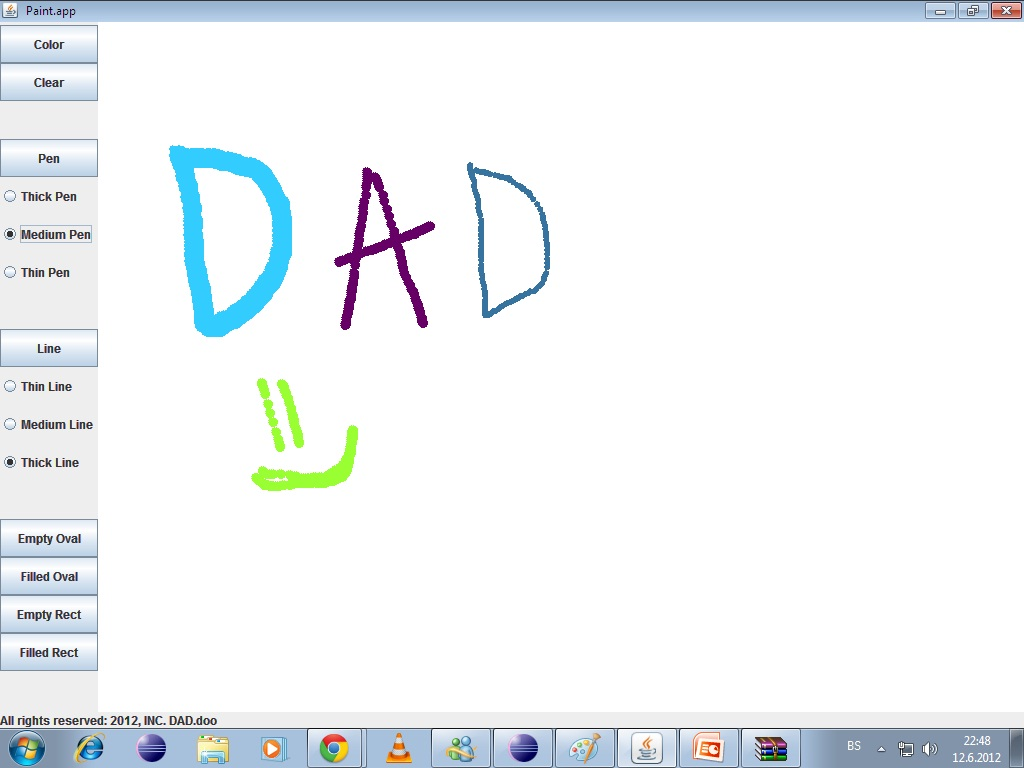 Paint.app
Color
Clear
Pen
Thick Pen
Medium Pen
Thin Pen
Line
Thin Line
Medium Line
Thick Line
Empty Oval
Filled Oval
Empty Rect
Filled Rect
DAD
All rights reserved: 2012, INC. DAD.doo
BS
22:48
12.6.2012